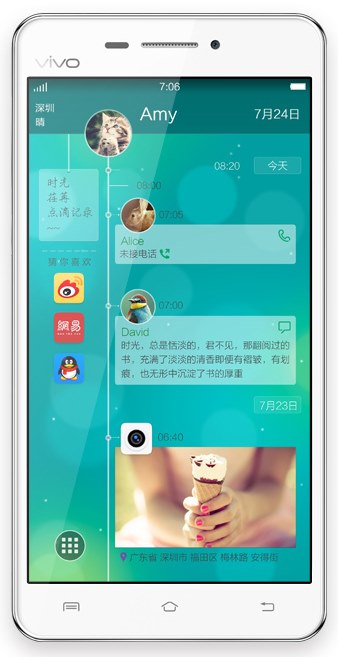 vivo
7:06
深圳
晴
Amy
7月24日
08:20
今天
时光
荏苒
点滴记录
08:00
07:05
Alice
未接电话
猜你喜欢
網易
07:00
David
时光，总是恬淡的，君不见，那翻阅过的
书，充满了淡淡的清香即便有褶皱，有划
痕，也无形中沉淀了书的厚重
7月23日
06:40
广东省 深圳市 福田区 梅林路 安得街